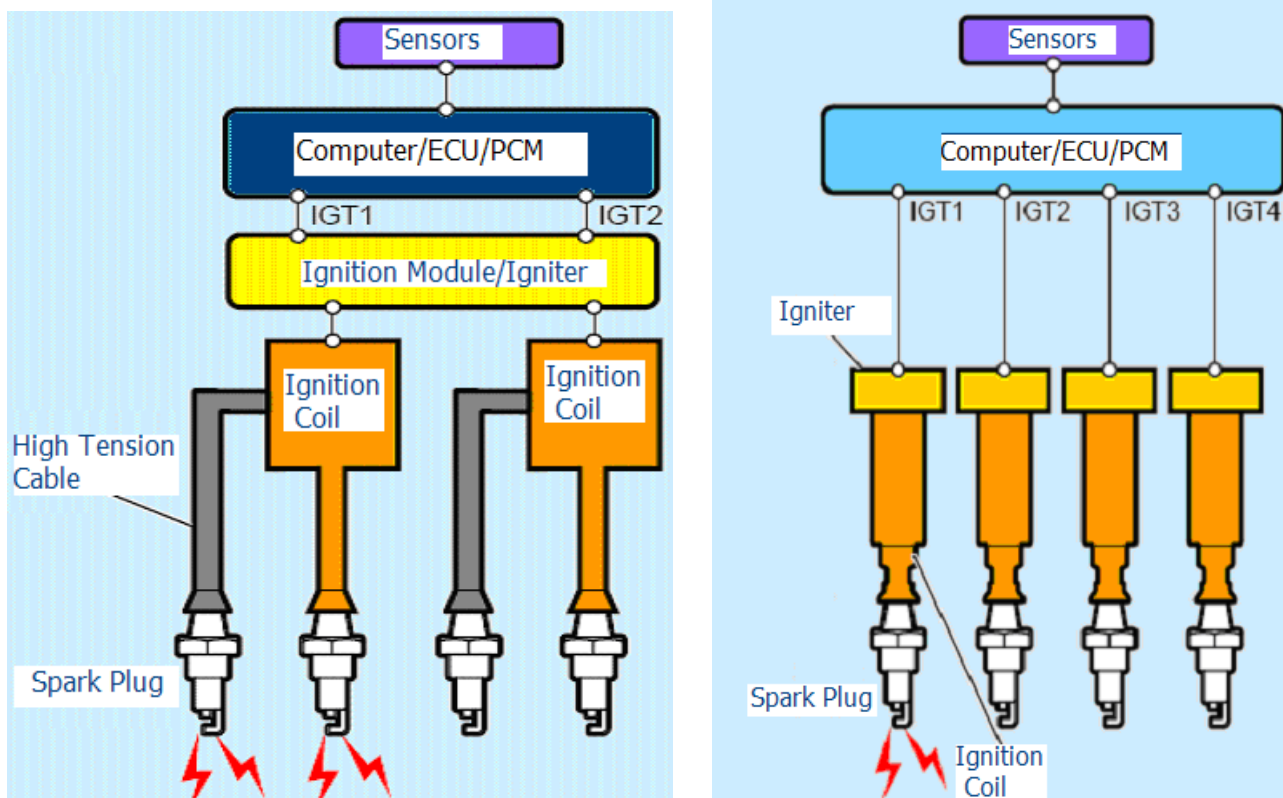 Sensors
Computer/ECU/PCM
IGT1
IGT2
Ignition Module/Igniter
Ignition
Coil
Ignition
Coil
High Tension
Cable
Spark Plug
Sensors
Computer/ECU/PCM
IGT1
IGT2
IGT3
IGT4
Igniter
Spark Plug
Ignition
Coil